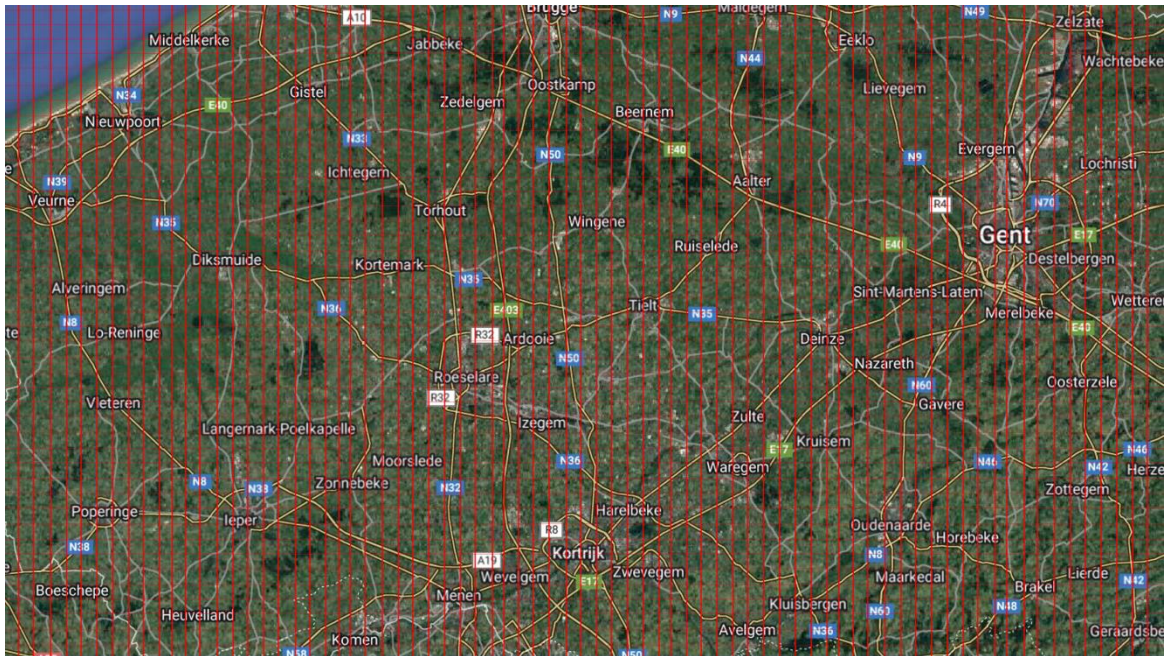 Brugge
Maldegem
N9
N49
Zelzate
A10
Middelkerke
Jabbeke
Eeklo
Wachtebeke
N44
Oostkamp
Lievegem
N34
Gistel
Zedelgem
E40
Beernem
Nieuwpoort
N33
N50
E40
N9
Evergem
Lochristi
Ichtegem
Aalter
N39
Veurne
Torhout
R4
N70
N35
Wingene
Gent
E17
Ruiselede
E40
Diksmuide
Kortemark
Destelbergen
N35
Alveringem
Sint-Martens-Latem
Wetteren
N36
E403
Tielt
N35
Merelbeke
N8
Lo-Reninge
te
R32
Ardooie
Deinze
E40
N50
Nazareth
Roeselare
N60
Oosterzele
R32
Vleteren
Gavere
Zulte
Izegem
Langemark-Poelkapelle
Kruisem
E17
N46
Moorslede
N36
N46
Waregem
N42
Herze
N8
N38
Zonnebeke
N32
Zottegem
Poperinge
Ieper
Harelbeke
R8
Oudenaarde
Horebeke
N38
Kortrijk
N8
A19
Zwevegem
Wevelgem
E17
Maarkedal
Lierde
N42
Boeschepe
Menen
Brakel
Heuvelland
Kluisbergen
N60
N48
Komen
Avelgem
N36
Geraardsbe
N58
N50